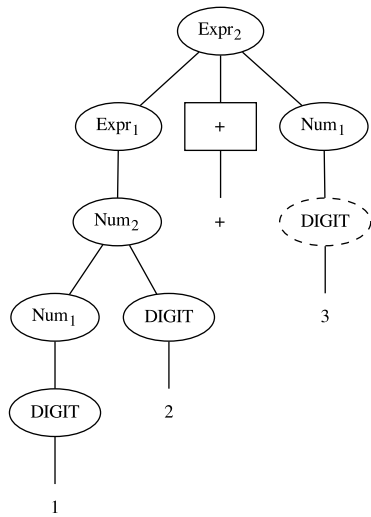 Expr₂
Expr₁ + Num₁
Num₂ + DIGIT
Num₁ DIGIT 3
DIGIT 2
1